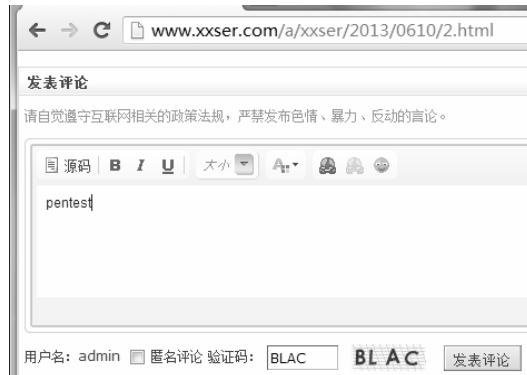 www.xxser.com/a/xxser/2013/0610/2.html
发表评论
请自觉遵守互联网相关的政策法规，严禁发布色情、暴力、反动的言论。
源码 B I U 大小 A
pentest
用户名：admin 匿名评论 验证码： BLAC BLAC 发表评论